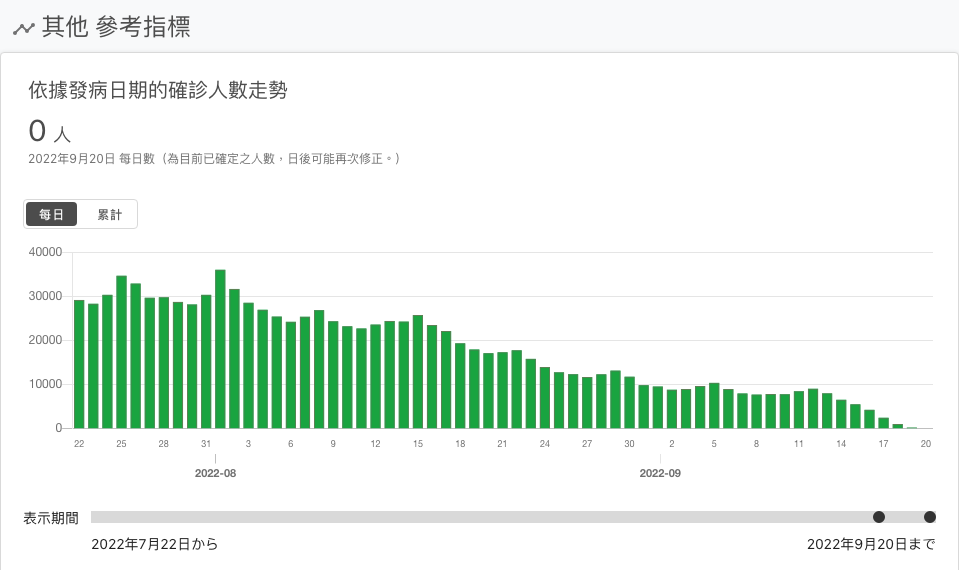 其他 參考指標
依據發病日期的確診人數走勢
0 人
2022年9月20日 每日數（為目前已確定之人數，日後可能再次修正。）
每日 累計
40000
30000
20000
10000
0
22 25 28 31 3 6 9 12 15 18 21 24 27 30 2 5 8 11 14 17 20
2022-08 2022-09
表示期間
2022年7月22日から 2022年9月20日まで